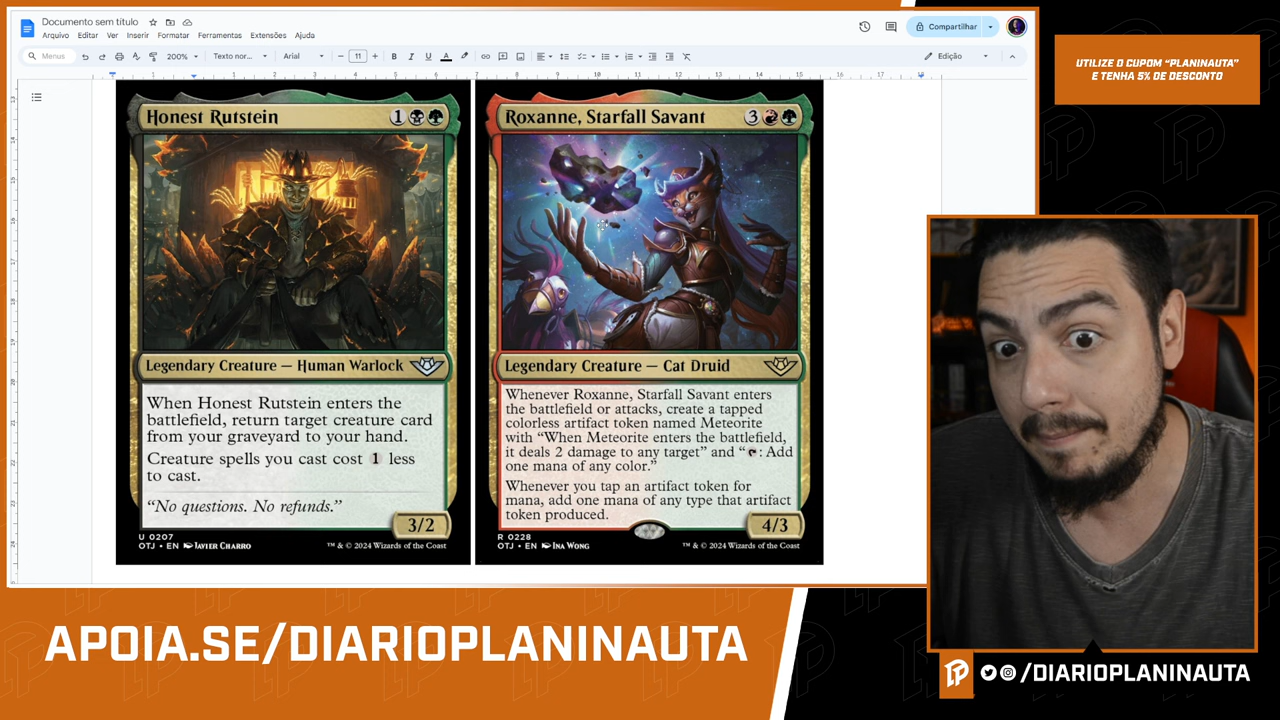 Documento sem título
Arquivo Editar Ver Inserir Formatar Ferramentas Extensões Ajuda
Compartilhar
Menus 200% Texto nor... Arial 11 Edição
UTILIZE O CUPOM "PLANINAUTA"
E TENHA 5% DE DESCONTO
Honest Rutstein 1
Legendary Creature — Human Warlock
When Honest Rutstein enters the
battlefield, return target creature card
from your graveyard to your hand.
Creature spells you cast cost 1 less
to cast.
"No questions. No refunds."
3/2
U 0207
OTJ • EN JAVIER CHARRO
™ & © 2024 Wizards of the Coast
Roxanne, Starfall Savant 3
Legendary Creature — Cat Druid
Whenever Roxanne, Starfall Savant enters
the battlefield or attacks, create a tapped
colorless artifact token named Meteorite
with "When Meteorite enters the battlefield,
it deals 2 damage to any target" and ": Add
one mana of any color."
Whenever you tap an artifact token for
mana, add one mana of any type that artifact
token produced.
4/3
R 0228
OTJ • EN INA WONG
™ & © 2024 Wizards of the Coast
APOIA.SE/DIARIOPLANINAUTA
/DIARIOPLANINAUTA